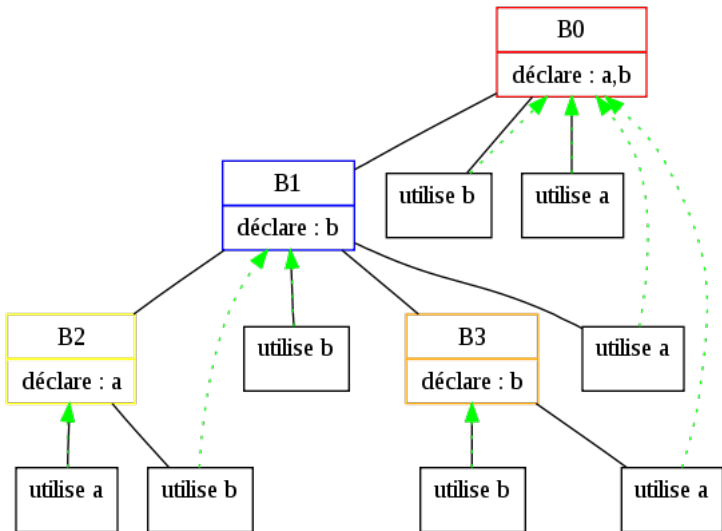 B0
déclare : a,b
B1
déclare : b
utilise b
utilise a
B2
déclare : a
utilise b
B3
déclare : b
utilise a
utilise a
utilise b
utilise b
utilise a